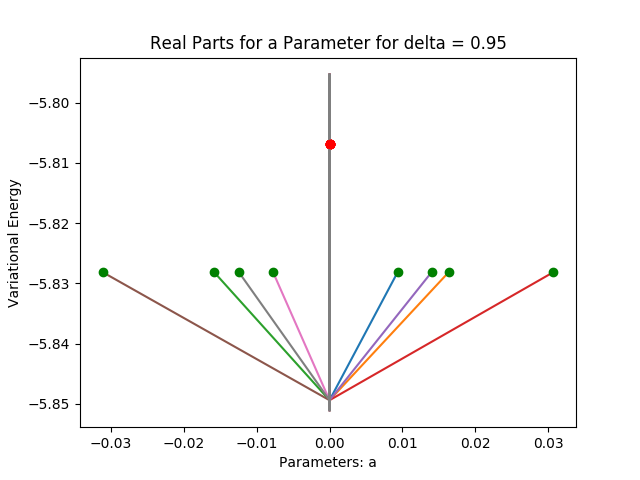 Real Parts for a Parameter for delta = 0.95
−5.80
−5.81
−5.82
−5.83
−5.84
−5.85
Variational Energy
−0.03 −0.02 −0.01 0.00 0.01 0.02 0.03
Parameters: a